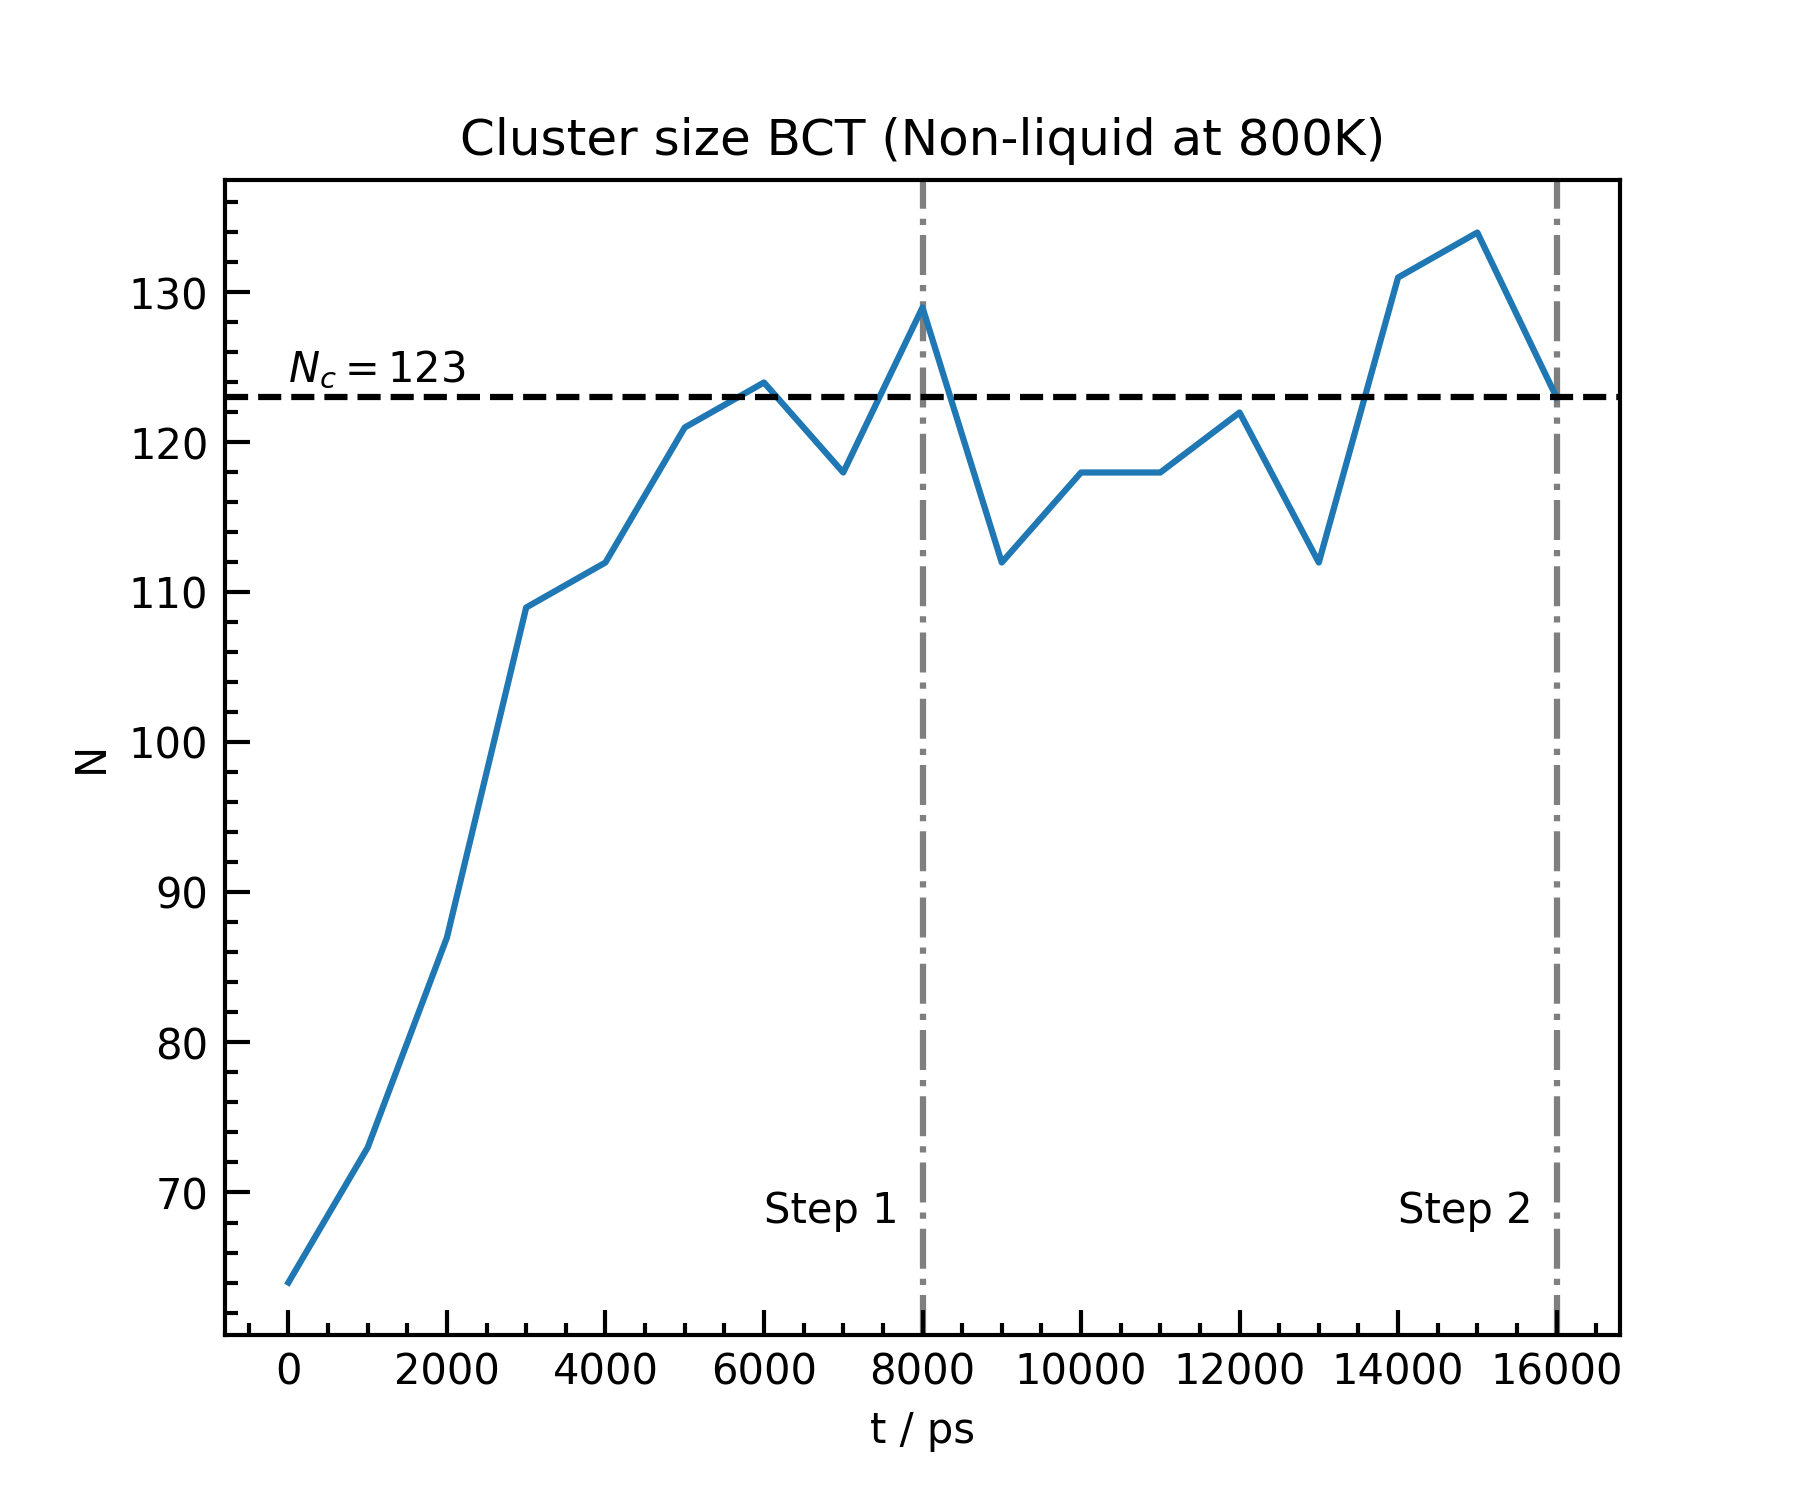 Cluster size BCT (Non-liquid at 800K)
130
N_c = 123
120
110
100
N
90
80
70
Step 1
Step 2
0 2000 4000 6000 8000 10000 12000 14000 16000
t / ps